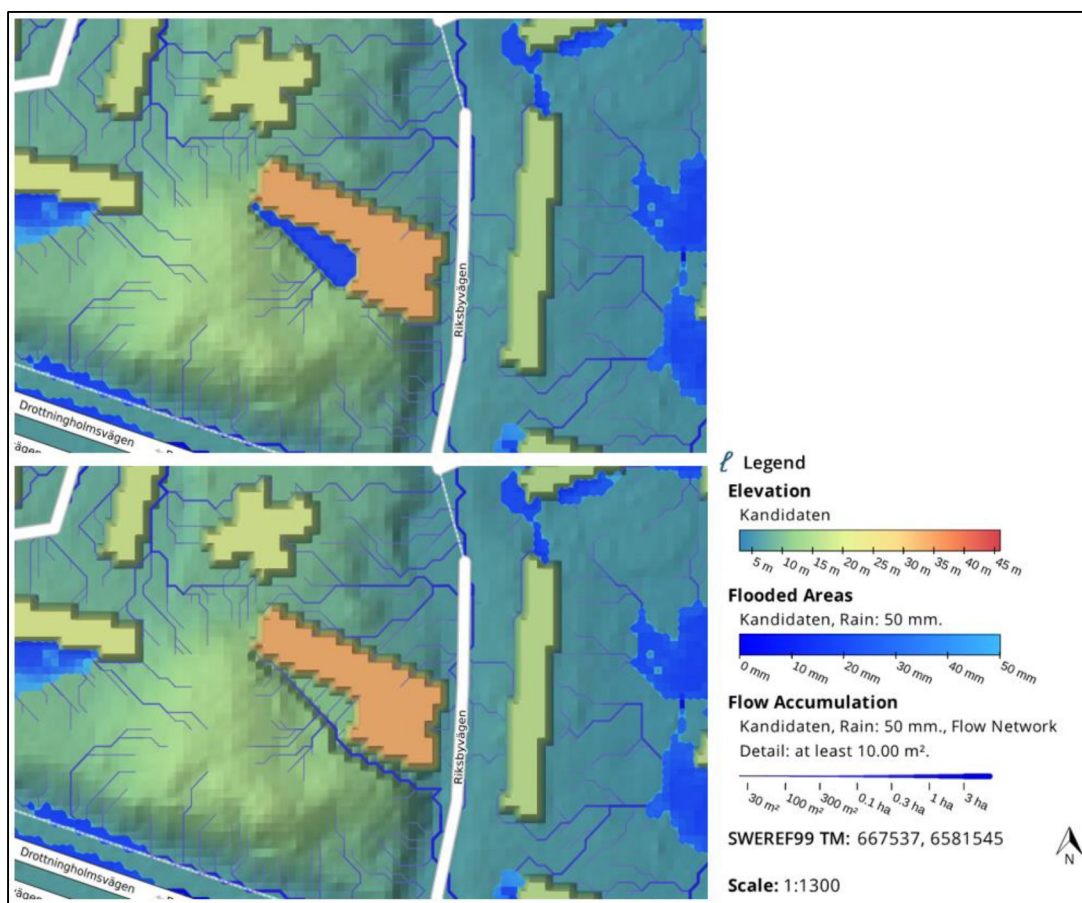 Riksbyvägen
Drottningholmsvägen
Riksbyvägen
Drottningholmsvägen
Legend
Elevation
Kandidaten
5 m 10 m 15 m 20 m 25 m 30 m 35 m 40 m 45 m
Flooded Areas
Kandidaten, Rain: 50 mm.
0 mm 10 mm 20 mm 30 mm 40 mm 50 mm
Flow Accumulation
Kandidaten, Rain: 50 mm., Flow Network
Detail: at least 10.00 m².
30 m² 100 m² 300 m² 0.1 ha 0.3 ha 1 ha 3 ha
SWEREF99 TM: 667537, 6581545
N
Scale: 1:1300